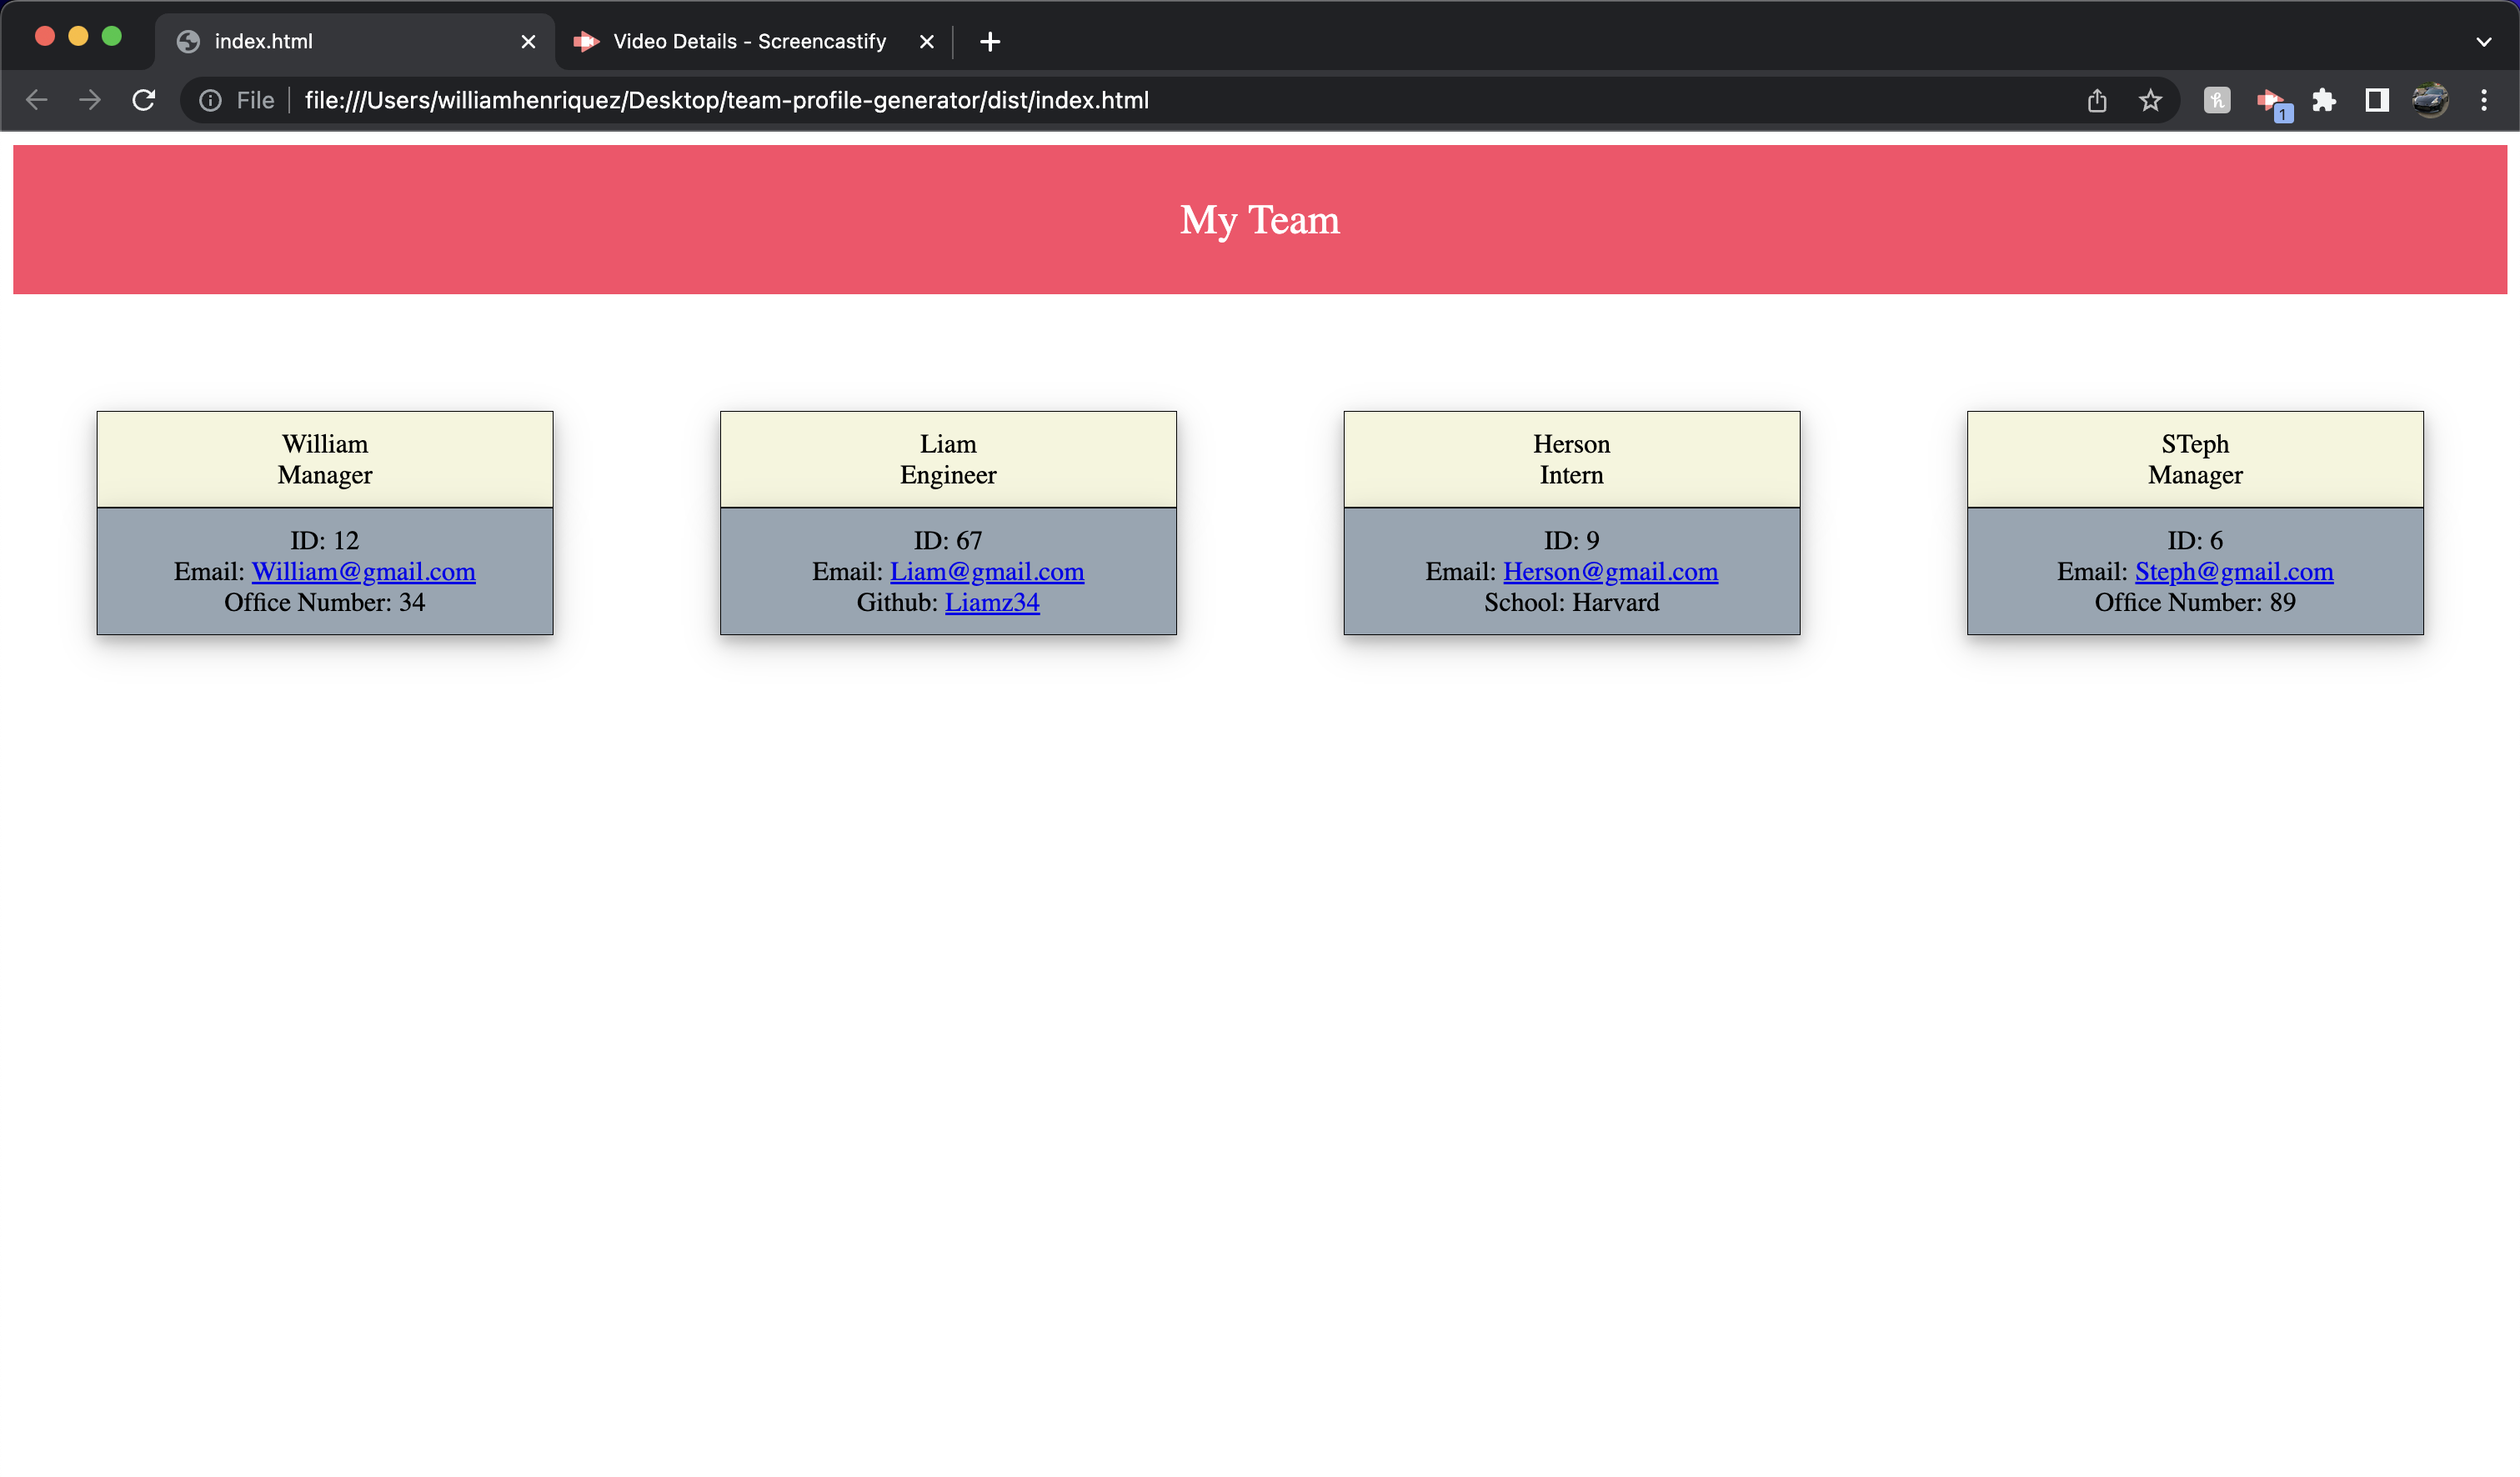 index.html
Video Details - Screencastify
File
file:///Users/williamhenriquez/Desktop/team-profile-generator/dist/index.html
1
My Team
William
Manager
ID: 12
Email: William@gmail.com
Office Number: 34
Liam
Engineer
ID: 67
Email: Liam@gmail.com
Github: Liamz34
Herson
Intern
ID: 9
Email: Herson@gmail.com
School: Harvard
STeph
Manager
ID: 6
Email: Steph@gmail.com
Office Number: 89